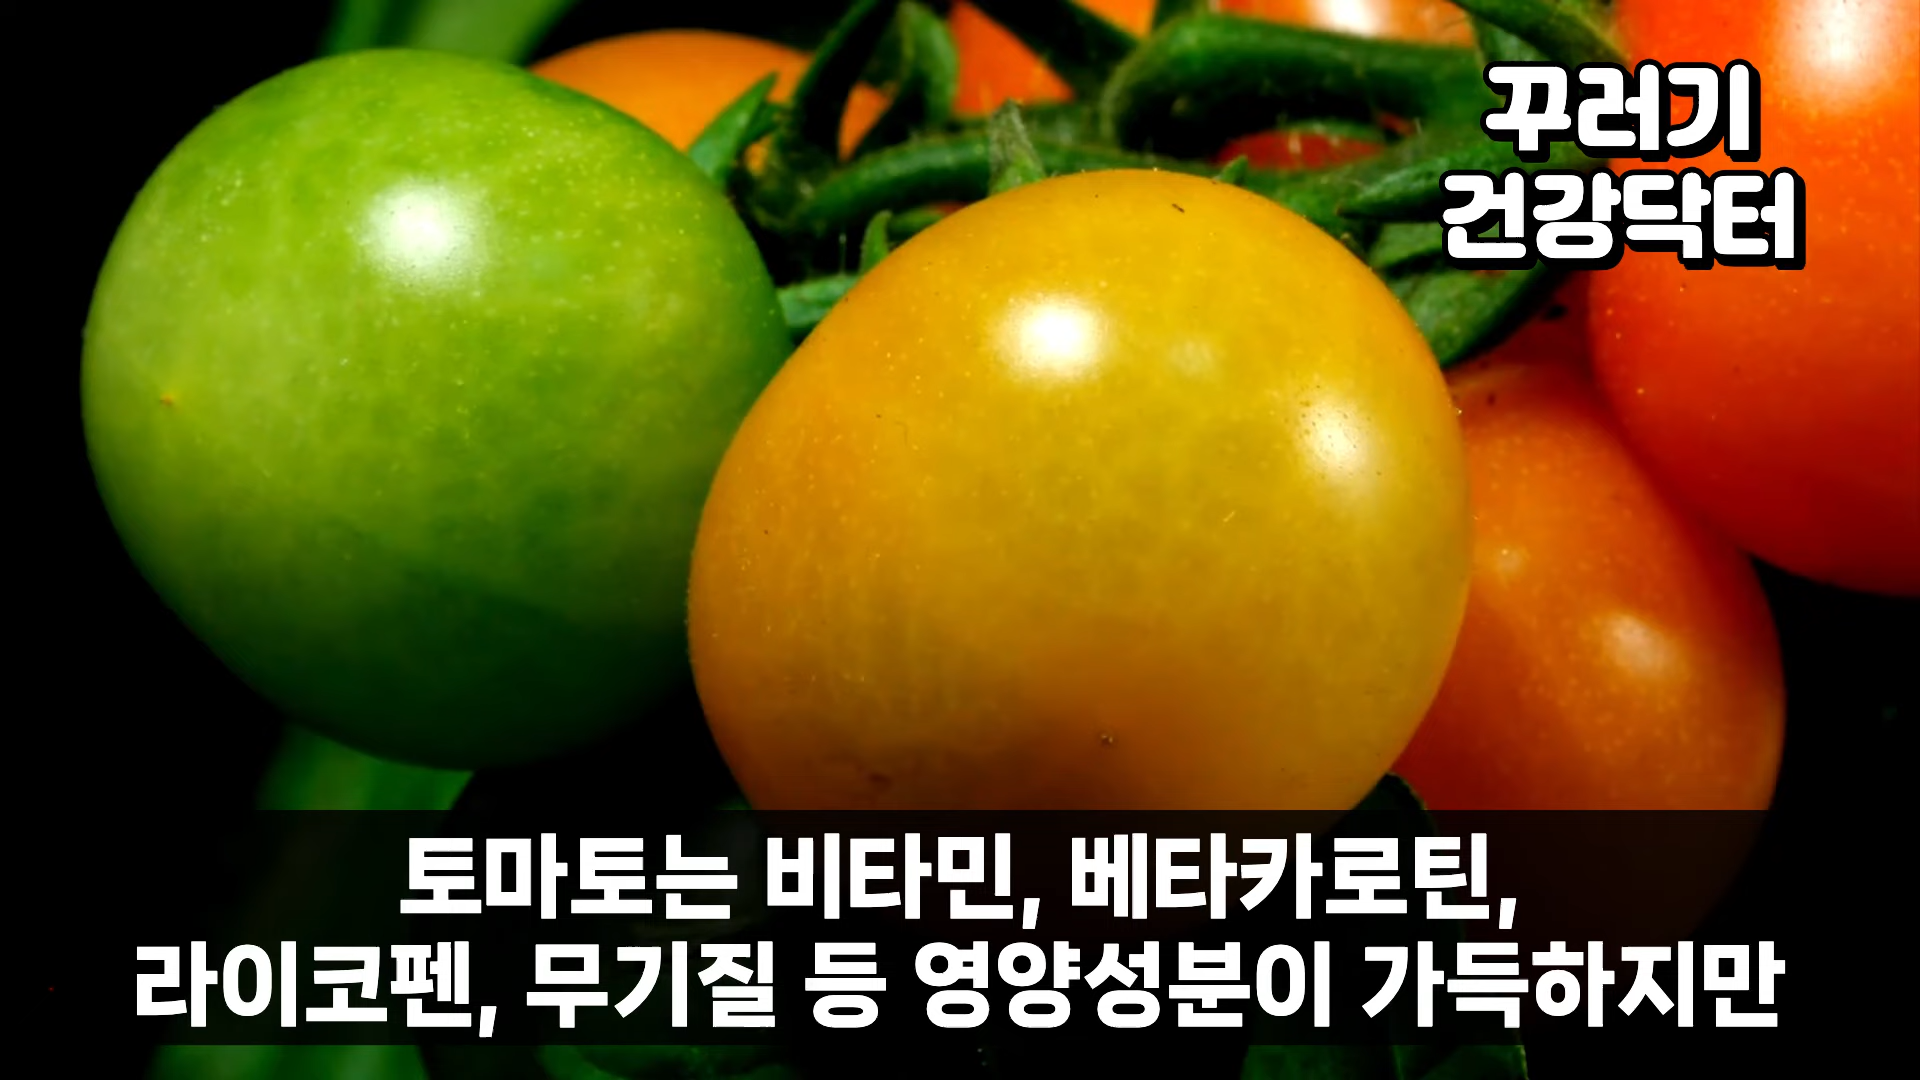 꾸러기
건강닥터
토마토는 비타민, 베타카로틴,
라이코펜, 무기질 등 영양성분이 가득하지만